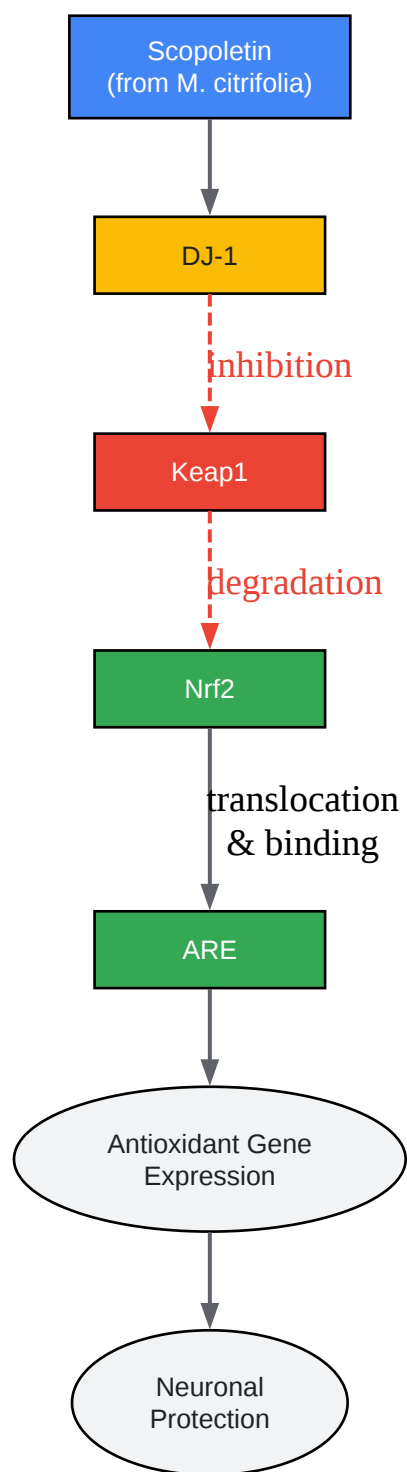 Scopoletin
(from M. citrifolia)
DJ-1
inhibition
Keap1
degradation
Nrf2
translocation
& binding
ARE
Antioxidant Gene
Expression
Neuronal
Protection